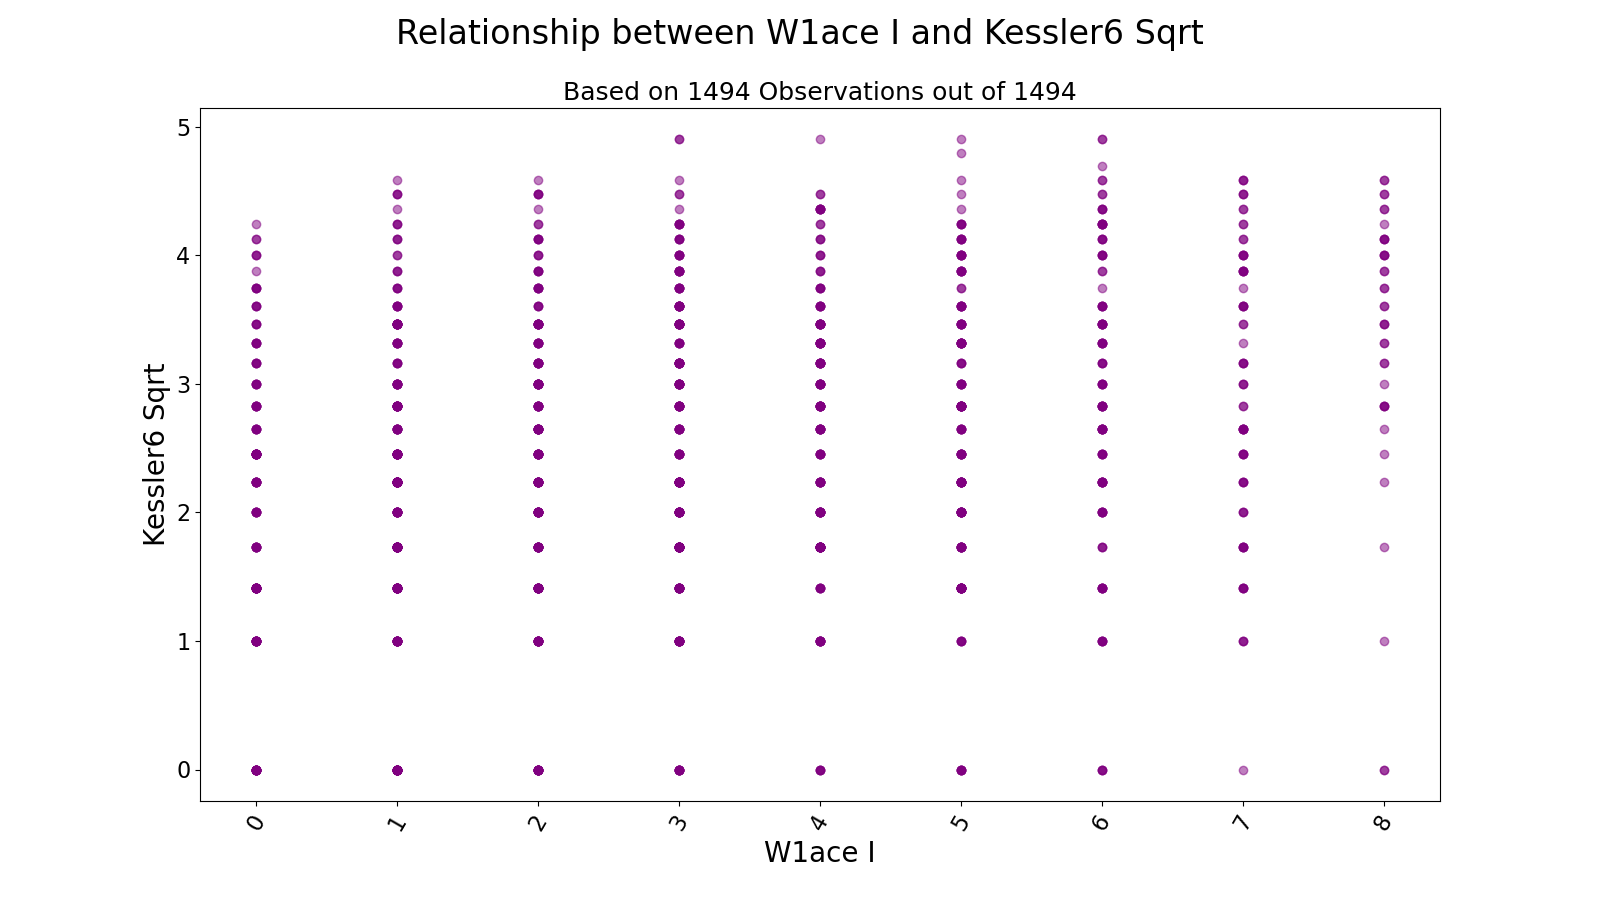 Relationship between W1ace I and Kessler6 Sqrt
Based on 1494 Observations out of 1494
5
4
3
2
1
0
Kessler6 Sqrt
0 1 2 3 4 5 6 7 8
W1ace I